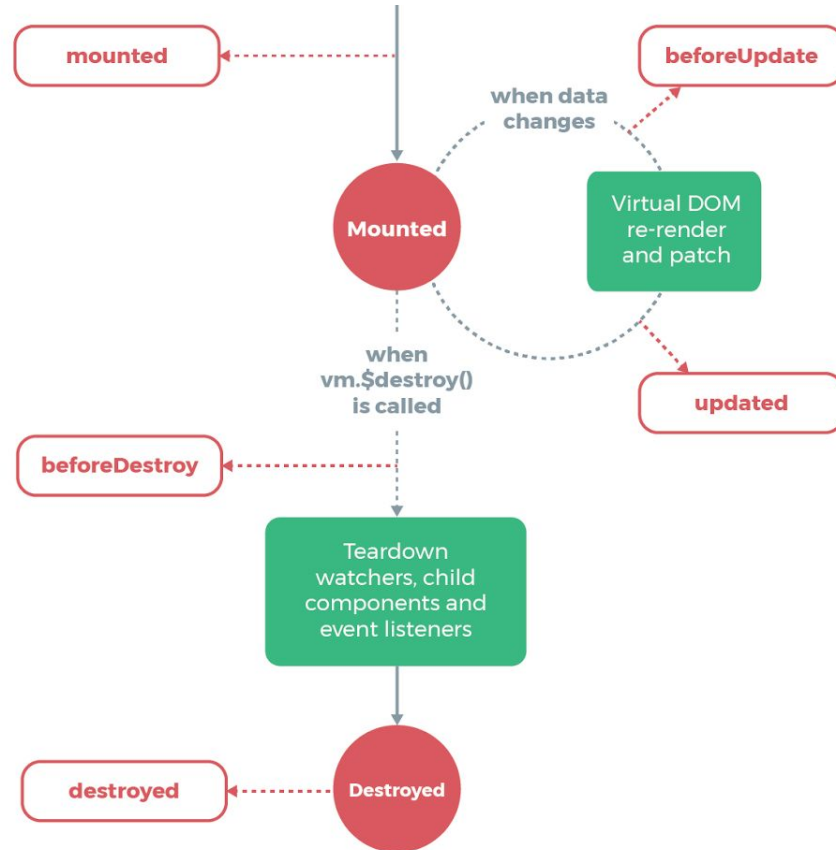 mounted
beforeUpdate
when data
changes
Virtual DOM
re-render
and patch
Mounted
when
vm.$destroy()
is called
updated
beforeDestroy
Teardown
watchers, child
components and
event listeners
destroyed
Destroyed